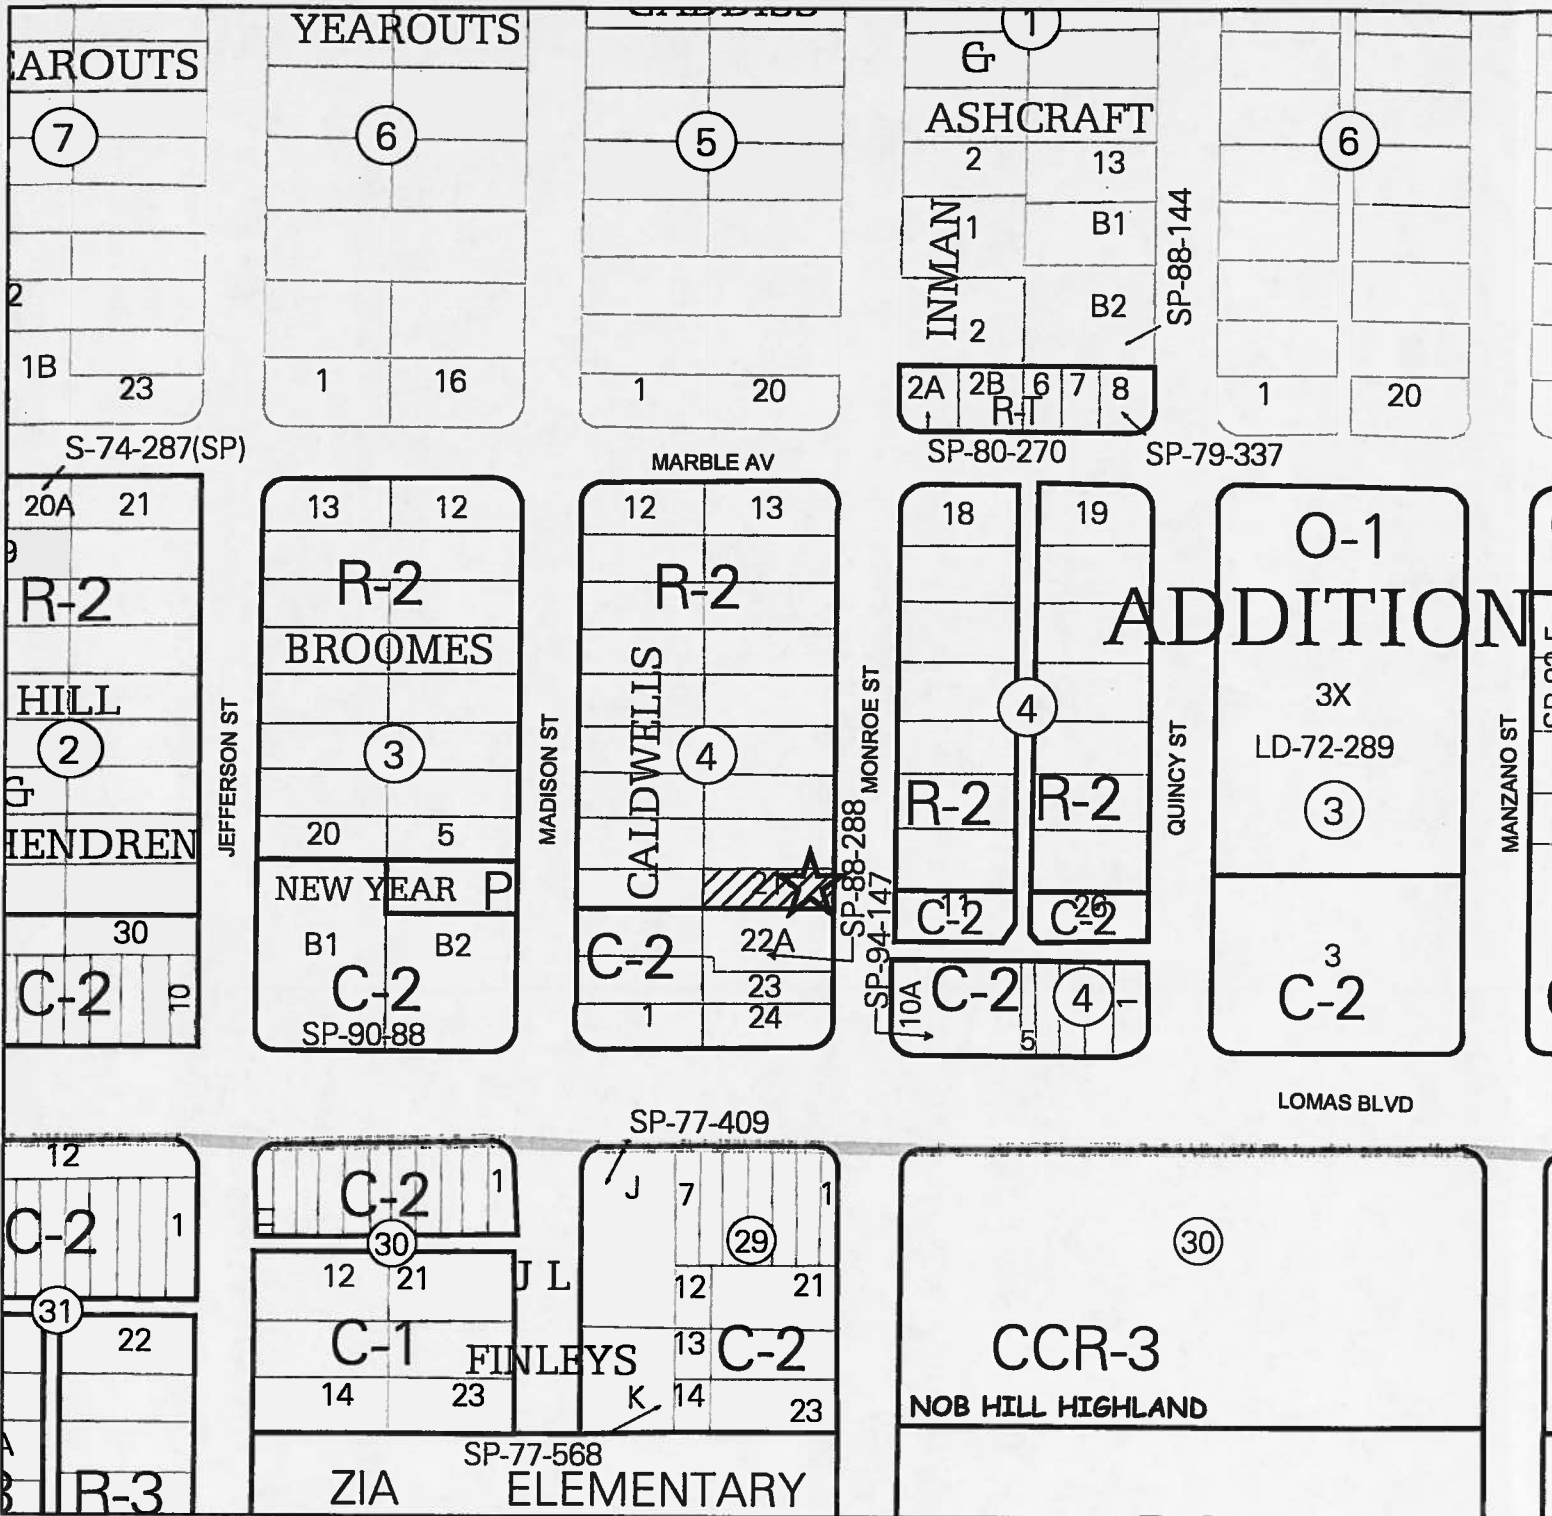 YEAROUTS
1
&
ASHCRAFT
7
6
5
6
2
13
INMAN
1
B1
SP-88-144
2
B2
2
1B
23
1
16
1
20
2A
2B
6
7
8
R-T
1
20
S-74-287(SP)
MARBLE AV
SP-80-270
SP-79-337
20A
21
13
12
12
13
18
19
O-1
R-2
R-2
R-2
ADDITION
BROOMES
CALDWELLS
HILL
2
JEFFERSON ST
3
MADISON ST
4
MONROE ST
4
QUINCY ST
3X
LD-72-289
3
MANZANO ST
&
HENDREN
20
5
R-2
R-2
SP-88-288
NEW YEAR
P
SP-94-147
11
C-2
26
C-2
30
B1
B2
C-2
22A
C-2
10
C-2
23
10A
C-2
4
1
3
C-2
SP-90-88
1
24
5
LOMAS BLVD
SP-77-409
12
C-2
1
C-2
1
J
7
1
30
29
30
12
21
J L
12
21
31
22
C-1
FINLEYS
13
C-2
CCR-3
14
23
K
14
23
NOB HILL HIGHLAND
SP-77-568
R-3
ZIA ELEMENTARY